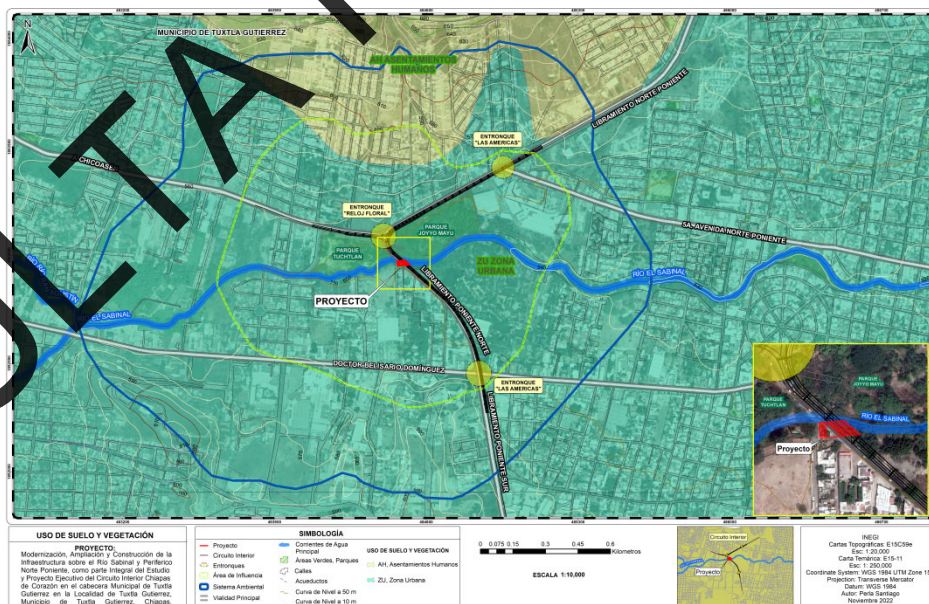 MUNICIPIO DE TUXTLA GUTIERREZ
AH ASENTAMIENTOS
HUMANOS
LIBRAMIENTO NORTE PONIENTE
ENTRONQUE
"LAS AMERICAS"
CHICOASEN
ENTRONQUE
"RELOJ FLORAL"
5A. AVENIDA NORTE-PONIENTE
PARQUE
JOYYO MAYU
PARQUE
TUCHTLAN
ZU ZONA
URBANA
RÍO EL SABINAL
RÍO EL SABINAL
EL SABINAL
PROYECTO
LIBRAMIENTO PONIENTE NORTE
DOCTOR BELISARIO DOMÍNGUEZ
ENTRONQUE
"LAS AMERICAS"
LIBRAMIENTO PONIENTE SUR
PARQUE
JOYYO MAYU
PARQUE
TUCHTLAN
RÍO EL SABINAL
Proyecto
USO DE SUELO Y VEGETACIÓN
PROYECTO:
Modernización, Ampliación y Construcción de la
Infraestructura sobre el Río Sabinal y Periferico
Norte Poniente, como parte Integral del Estudio
y Proyecto Ejecutivo del Circuito Interior Chiapas
de Corazón en el cabecera Municipal de Tuxtla
Gutierrez en la Localidad de Tuxtla Gutierrez,
Municipio de Tuxtla Gutierrez, Chiapas.
SIMBOLOGÍA
Proyecto
Circuito Interior
Entronques
Área de Influencia
Sistema Ambiental
Vialidad Principal
Corrientes de Agua
Principal
Áreas Verdes, Parques
Calles
Acueductos
Curva de Nivel a 50 m
Curva de Nivel a 10 m
USO DE SUELO Y VEGETACIÓN
AH, Asentamientos Humanos
ZU, Zona Urbana
0 0.075 0.15 0.3 0.45 0.6
Kilometros
ESCALA 1:10,000
Circuito Interior
Proyecto
INEGI
Cartas Topográficas: E15C59e
Esc: 1:20,000
Carta Temática: E15-11
Esc: 1: 250,000
Coordinate System: WGS 1984 UTM Zone 15
Projection: Transverse Mercator
Datum: WGS 1984
Autor: Perla Santiago
Noviembre 2022